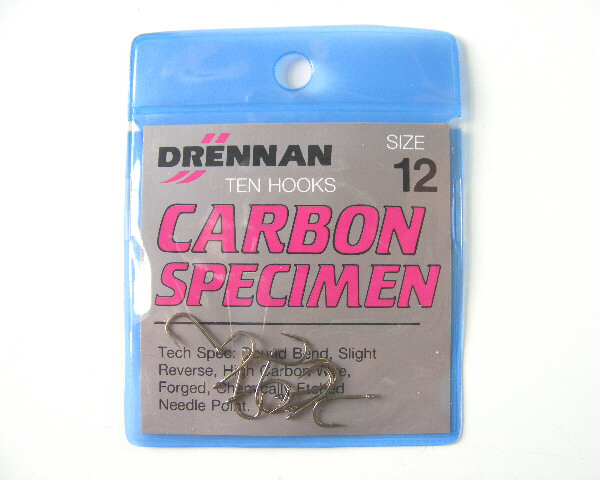 DRENNAN
SIZE
TEN HOOKS
12
CARBON
SPECIMEN
Tech Spec: Round Bend, Slight
Reverse, High Carbon Wire,
Forged, Chemically Etched
Needle Point.